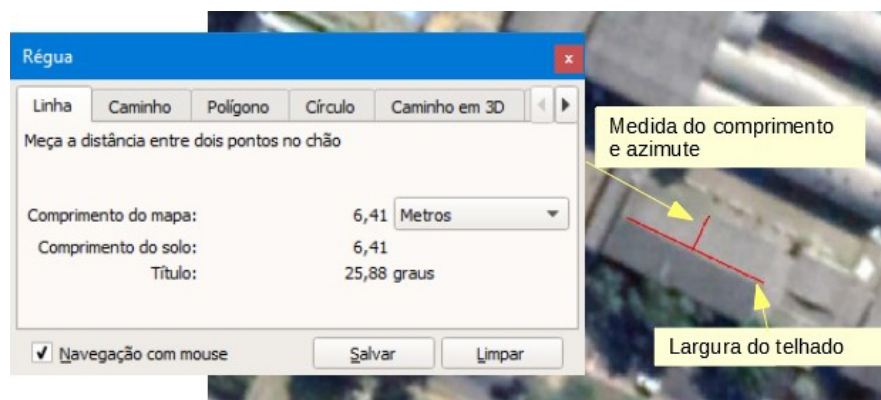 Régua
x
Linha Caminho Polígono Círculo Caminho em 3D
Meça a distância entre dois pontos no chão
Comprimento do mapa: 6,41 Metros
Comprimento do solo: 6,41
Título: 25,88 graus
Navegação com mouse Salvar Limpar
Medida do comprimento
e azimute
Largura do telhado